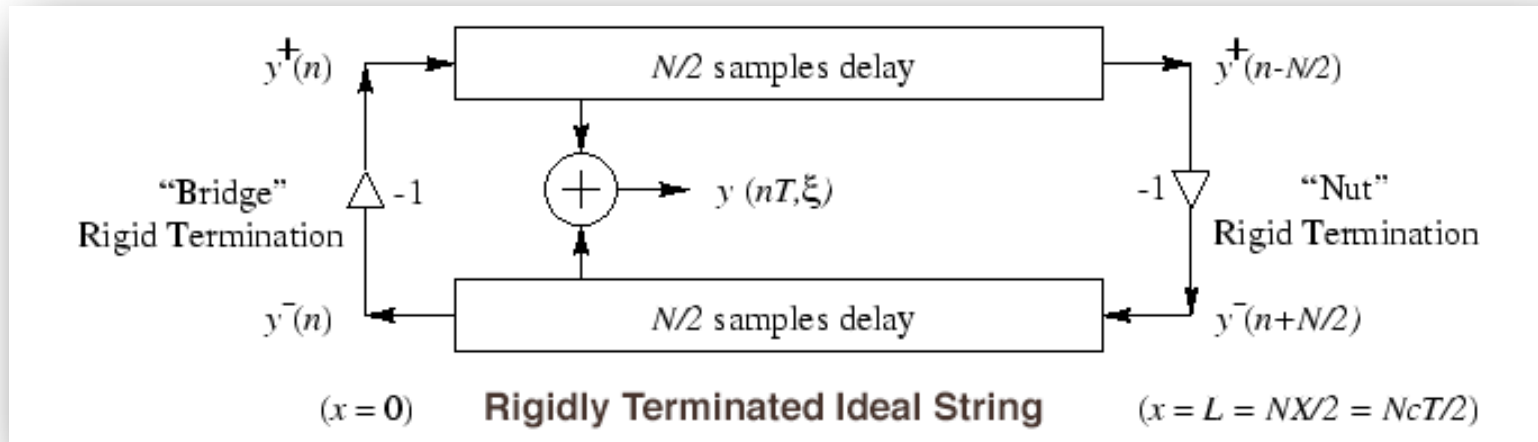 y⁺(n)
N/2 samples delay
y⁺(n-N/2)
“Bridge”
Rigid Termination
-1
+
y (nT,ξ)
-1
“Nut”
Rigid Termination
y⁻(n)
N/2 samples delay
y⁻(n+N/2)
(x = 0)
Rigidly Terminated Ideal String
(x = L = NX/2 = NcT/2)